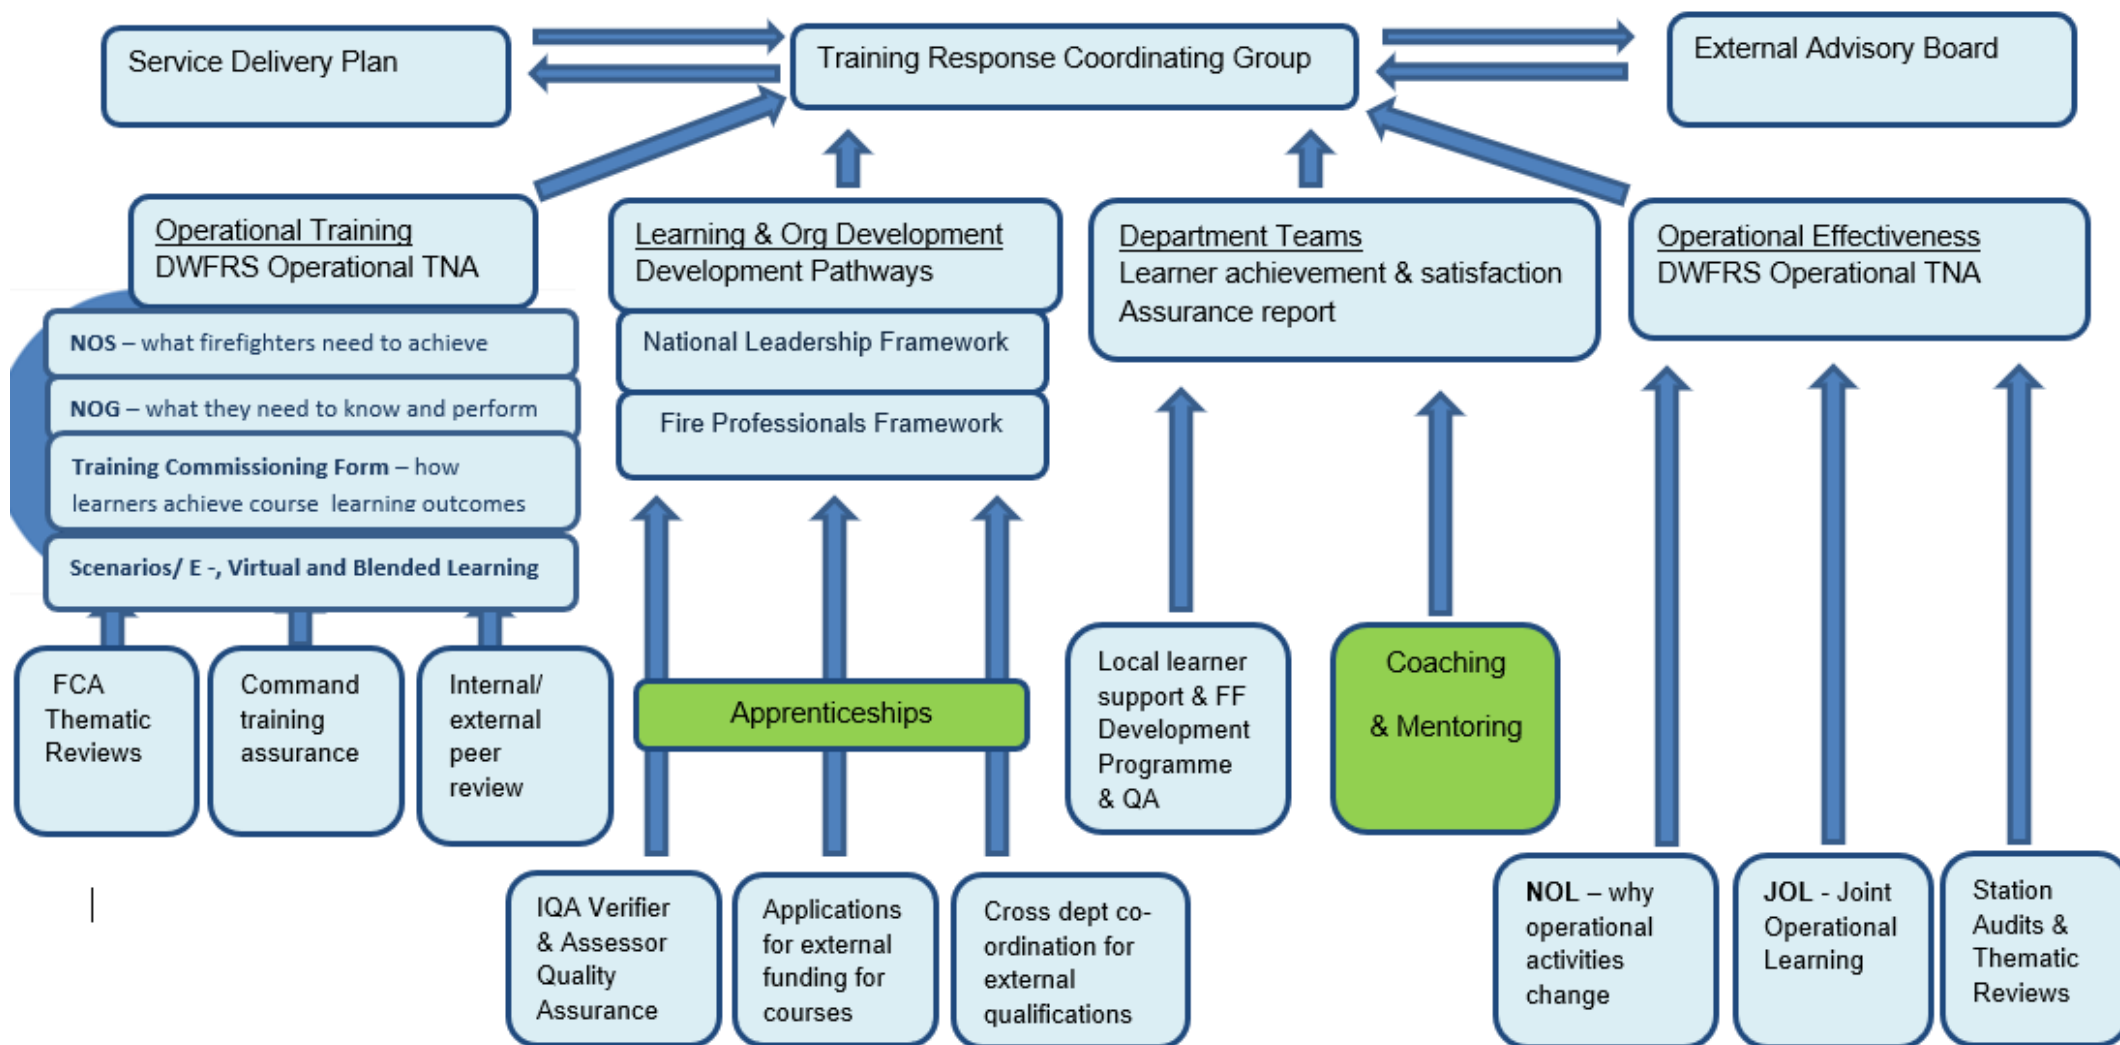 Service Delivery Plan
Training Response Coordinating Group
External Advisory Board
Operational Training
DWFRS Operational TNA
Learning & Org Development
Development Pathways
Department Teams
Learner achievement & satisfaction
Assurance report
Operational Effectiveness
DWFRS Operational TNA
NOS – what firefighters need to achieve
NOG – what they need to know and perform
Training Commissioning Form – how
learners achieve course learning outcomes
Scenarios/ E -, Virtual and Blended Learning
National Leadership Framework
Fire Professionals Framework
FCA
Thematic
Reviews
Command
training
assurance
Internal/
external
peer
review
Apprenticeships
Local learner
support & FF
Development
Programme
& QA
Coaching
& Mentoring
IQA Verifier
& Assessor
Quality
Assurance
Applications
for external
funding for
courses
Cross dept co-
ordination for
external
qualifications
NOL – why
operational
activities
change
JOL - Joint
Operational
Learning
Station
Audits &
Thematic
Reviews